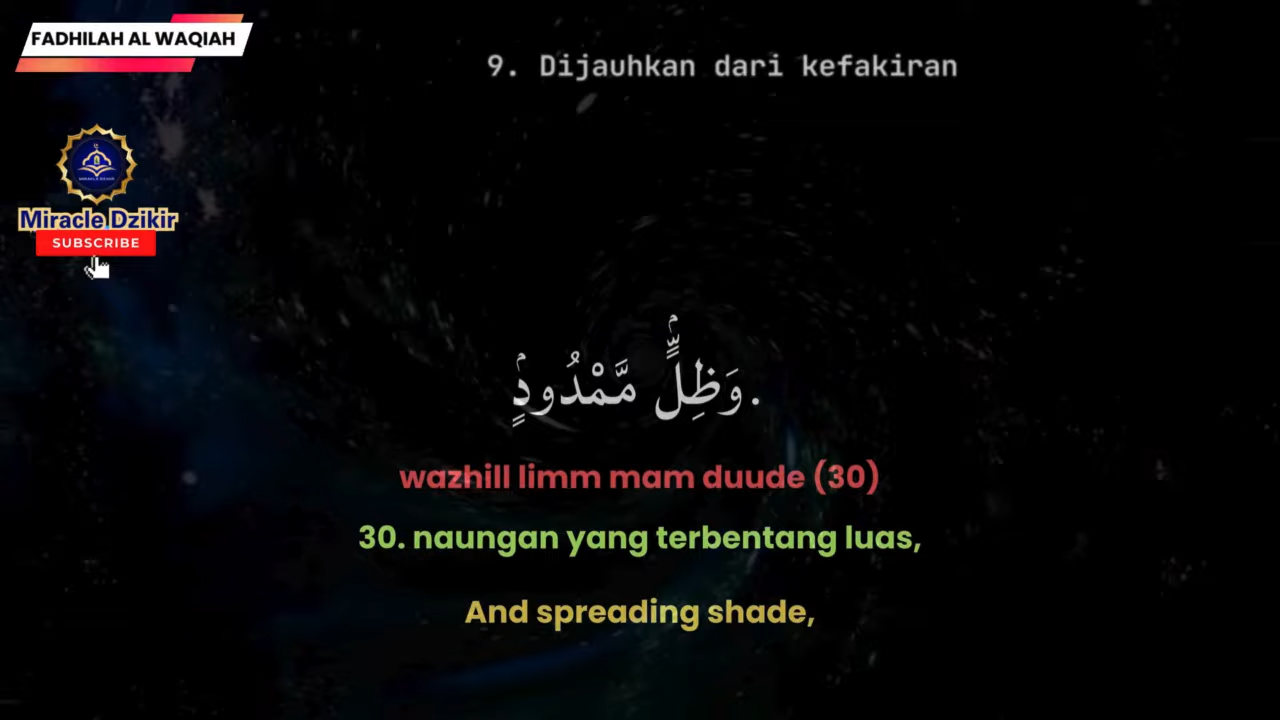 FADHILAH AL WAQIAH
9. Dijauhkan dari kefakiran
Miracle Dzikir
SUBSCRIBE
وَظِلٍّۢ مَّمْدُودٍۢ.
wazhill limm mam duude (30)
30. naungan yang terbentang luas,
And spreading shade,